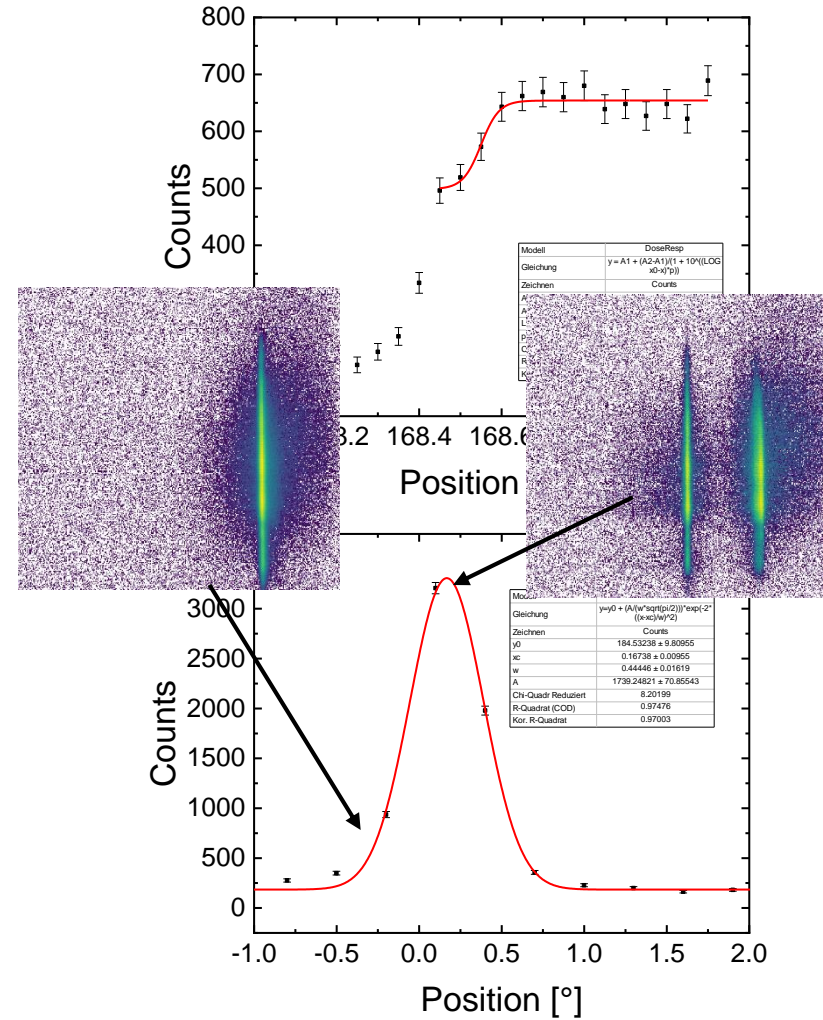 800
700
600
500
400
Counts
Modell DoseResp
Gleichung y = A1 + (A2-A1)/(1 + 10^((LOG
x0-x)*p))
Zeichnen Counts
168.4
Position
3000
2500
2000
1500
1000
500
0
Counts
Gleichung y=y0 + (A/(w*sqrt(pi/2)))*exp(-2*
((x-xc)/w)^2)
Zeichnen Counts
y0 184.53238 ± 9.80955
xc 0.16738 ± 0.00955
w 0.44446 ± 0.01619
A 1739.24821 ± 70.85543
Chi-Quadr Reduziert 8.20199
R-Quadrat (COD) 0.97476
Kor. R-Quadrat 0.97003
-1.0 -0.5 0.0 0.5 1.0 1.5 2.0
Position [°]